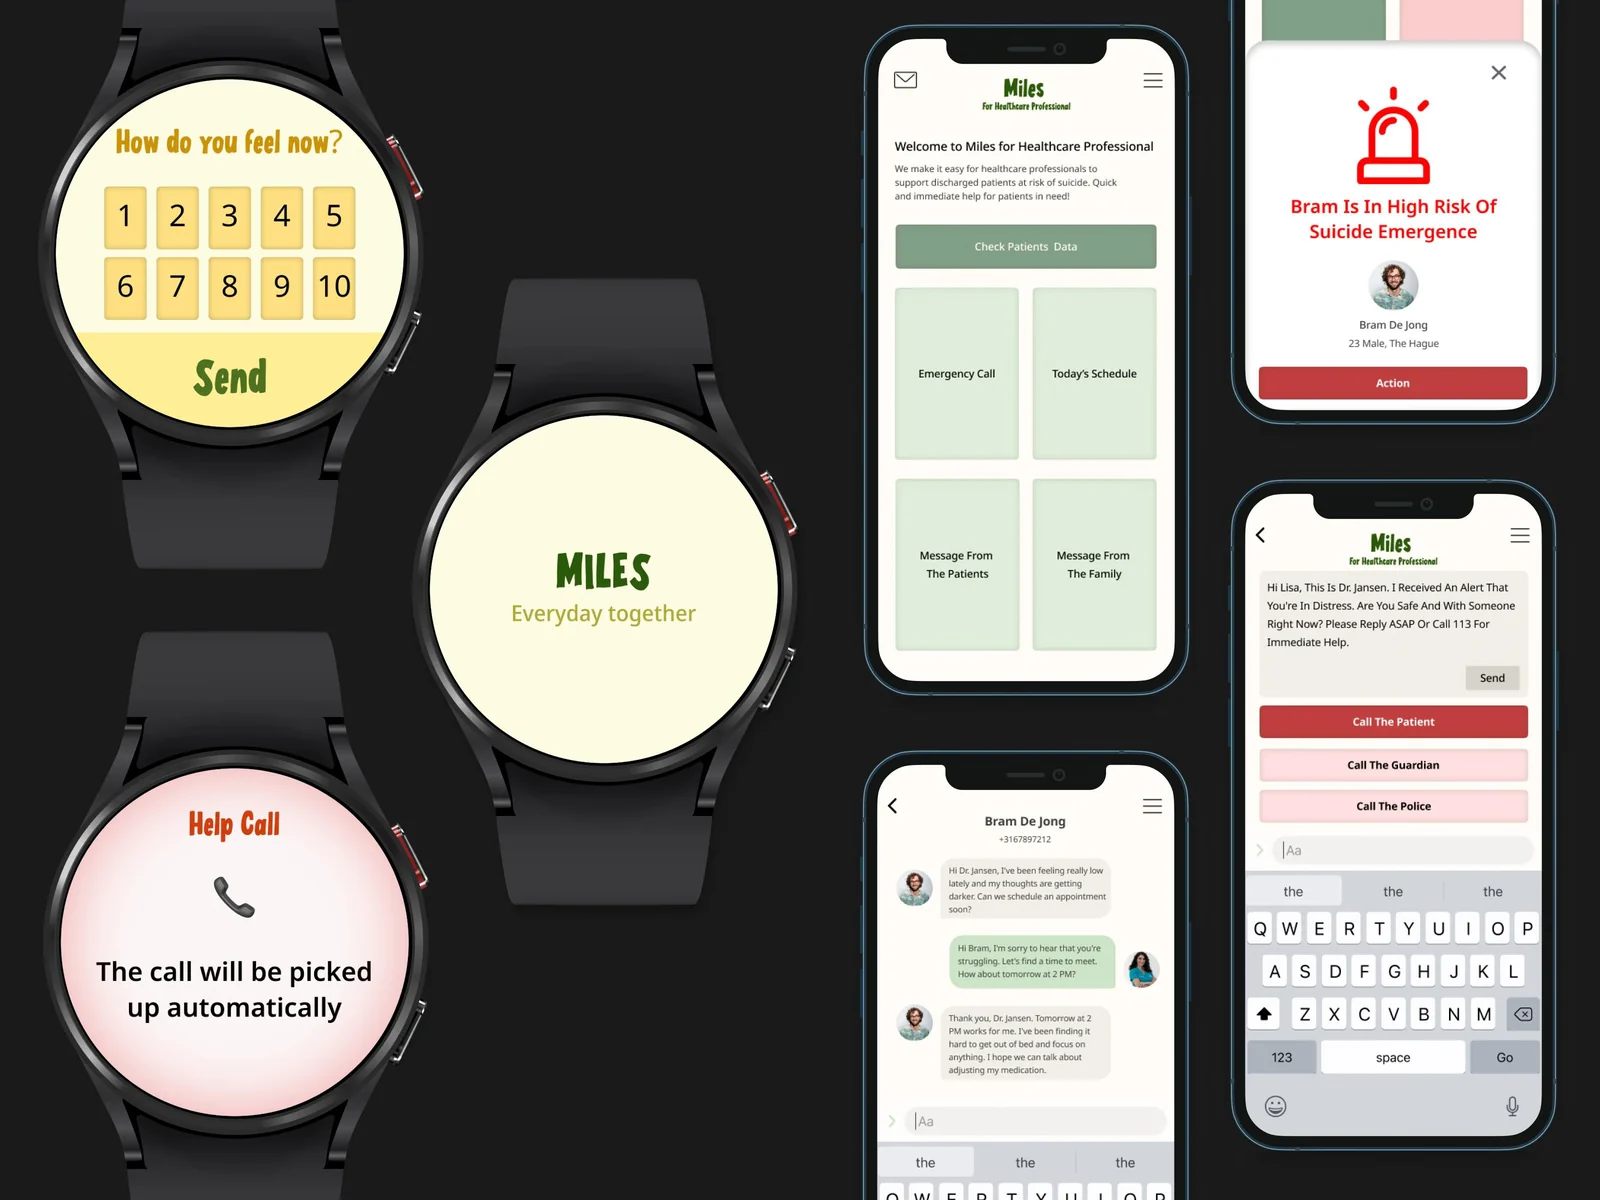 How do you feel now?
1 2 3 4 5
6 7 8 9 10
Send
MILES
Everyday together
Help Call
The call will be picked
up automatically
Miles
For Healthcare Professional
Welcome to Miles for Healthcare Professional
We make it easy for healthcare professionals to
support discharged patients at risk of suicide. Quick
and immediate help for patients in need!
Check Patients Data
Emergency Call
Today's Schedule
Message From
The Patients
Message From
The Family
Bram De Jong
+3167897212
Hi Dr. Jansen, I've been feeling really low
lately and my thoughts are getting
darker. Can we schedule an appointment
soon?
Hi Bram, I'm sorry to hear that you're
struggling. Let's find a time to meet.
How about tomorrow at 2 PM?
Thank you, Dr. Jansen. Tomorrow at 2
PM works for me. I've been finding it
hard to get out of bed and focus on
anything. I hope we can talk about
adjusting my medication.
Aa
the the the
Q W E R T Y U I O P
Bram Is In High Risk Of
Suicide Emergence
Bram De Jong
23 Male, The Hague
Action
Miles
For Healthcare Professional
Hi Lisa, This Is Dr. Jansen. I Received An Alert That
You're In Distress. Are You Safe And With Someone
Right Now? Please Reply ASAP Or Call 113 For
Immediate Help.
Send
Call The Patient
Call The Guardian
Call The Police
Aa
the the the
Q W E R T Y U I O P
A S D F G H J K L
Z X C V B N M
123 space Go